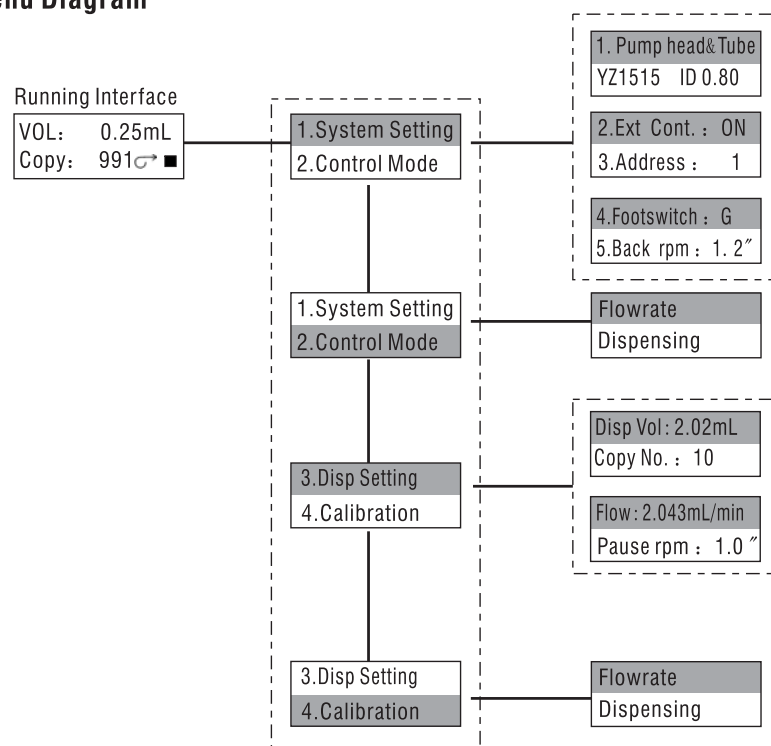 Menu Diagram
Running Interface
VOL: 0.25mL
Copy: 991
1.System Setting
2.Control Mode
1. Pump head&Tube
YZ1515 ID 0.80
2.Ext Cont.: ON
3.Address: 1
4.Footswitch: G
5.Back rpm: 1. 2″
1.System Setting
2.Control Mode
Flowrate
Dispensing
3.Disp Setting
4.Calibration
Disp Vol: 2.02mL
Copy No.: 10
Flow: 2.043mL/min
Pause rpm: 1.0 ″
3.Disp Setting
4.Calibration
Flowrate
Dispensing